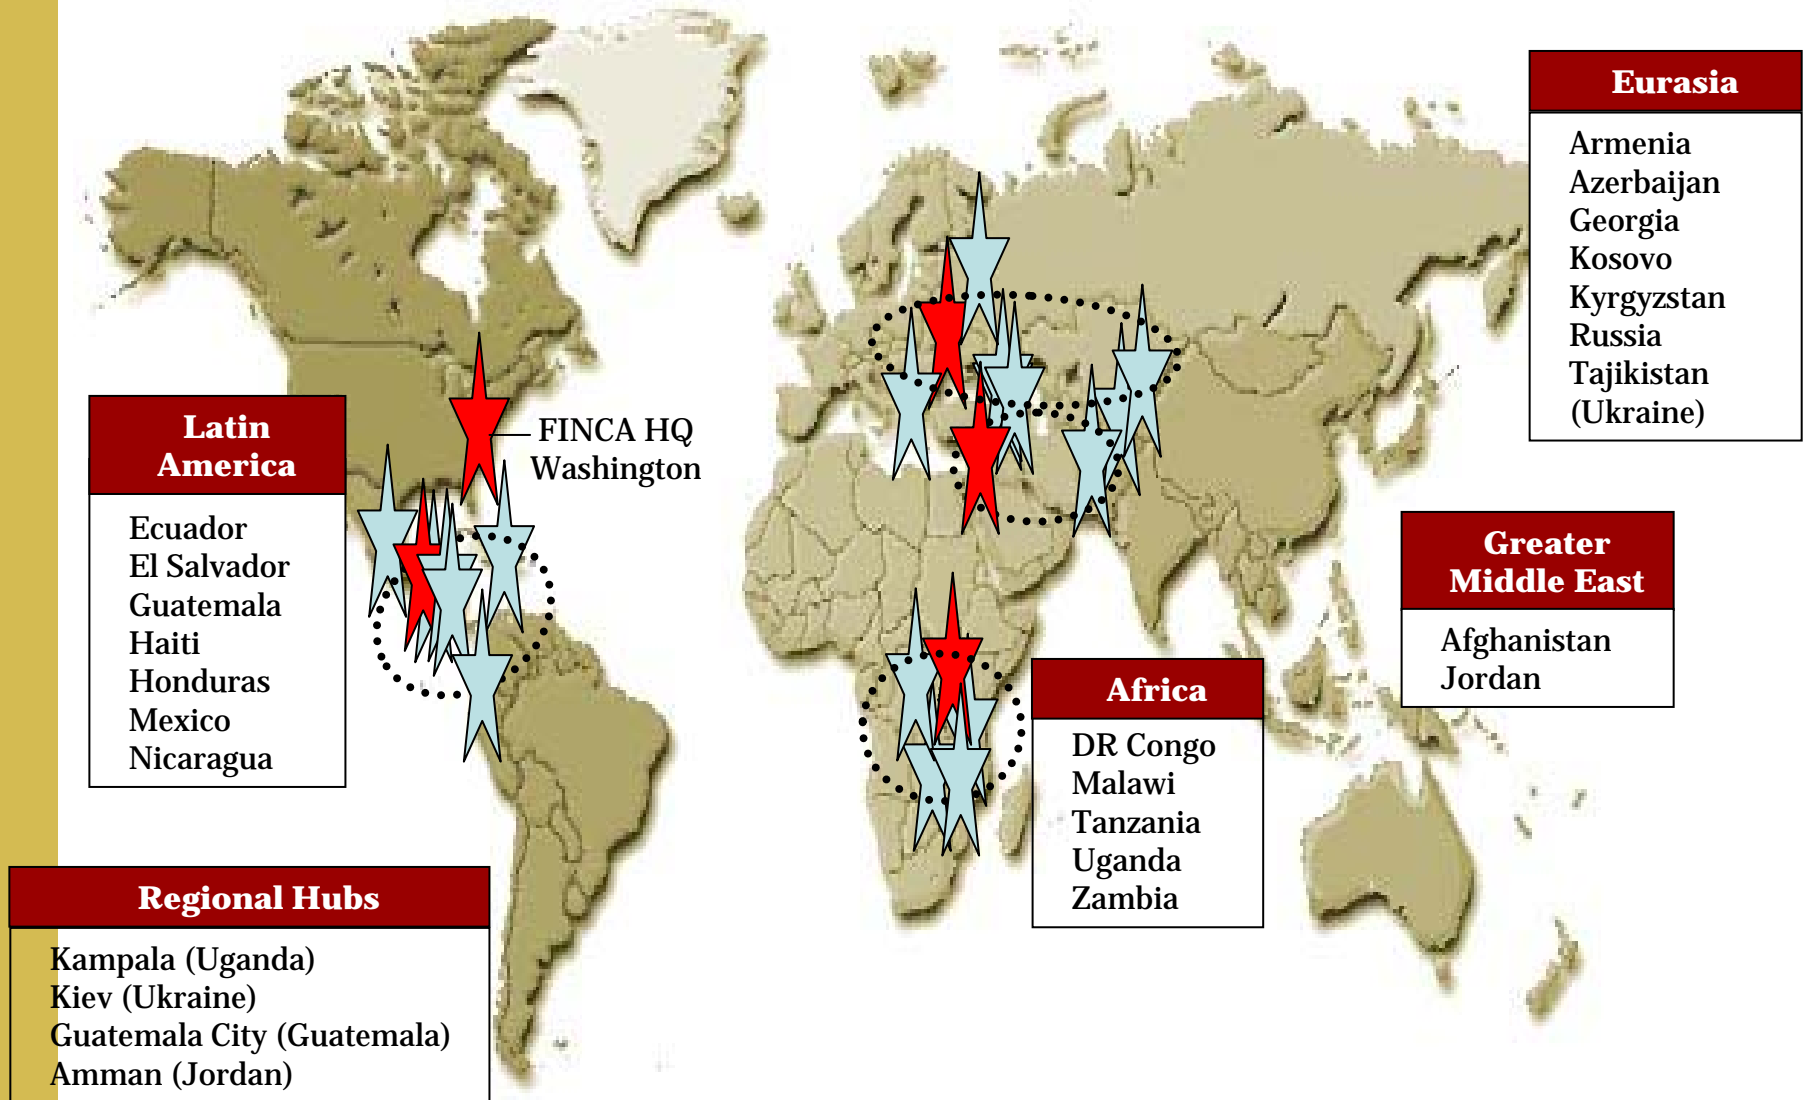 Eurasia
Armenia
Azerbaijan
Georgia
Kosovo
Kyrgyzstan
Russia
Tajikistan
(Ukraine)
Latin
America
Ecuador
El Salvador
Guatemala
Haiti
Honduras
Mexico
Nicaragua
FINCA HQ
Washington
Greater
Middle East
Afghanistan
Jordan
Africa
DR Congo
Malawi
Tanzania
Uganda
Zambia
Regional Hubs
Kampala (Uganda)
Kiev (Ukraine)
Guatemala City (Guatemala)
Amman (Jordan)